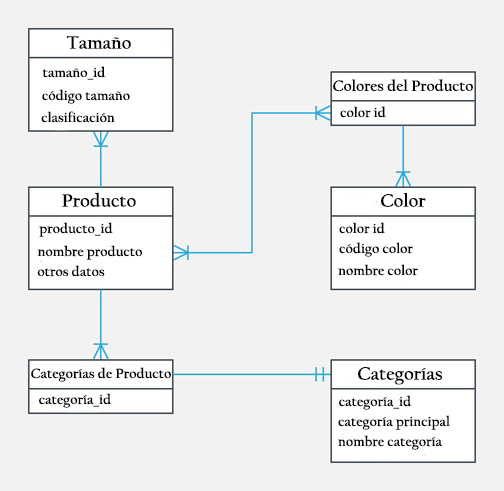 Tamaño
tamaño_id
código tamaño
clasificación
Colores del Producto
color id
Producto
producto_id
nombre producto
otros datos
Color
color id
código color
nombre color
Categorías de Producto
categoría_id
Categorías
categoría_id
categoría principal
nombre categoría